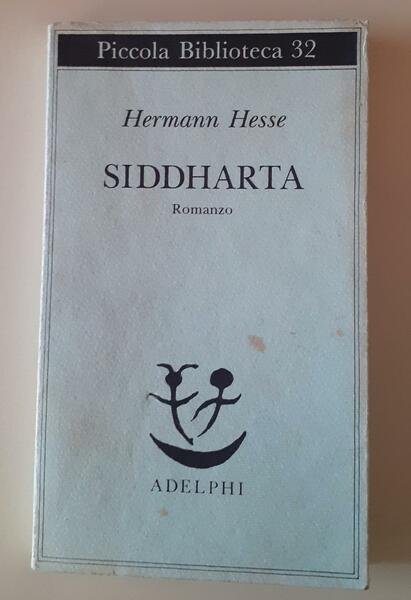 Piccola Biblioteca 32
Hermann Hesse
SIDDHARTA
Romanzo
ADELPHI